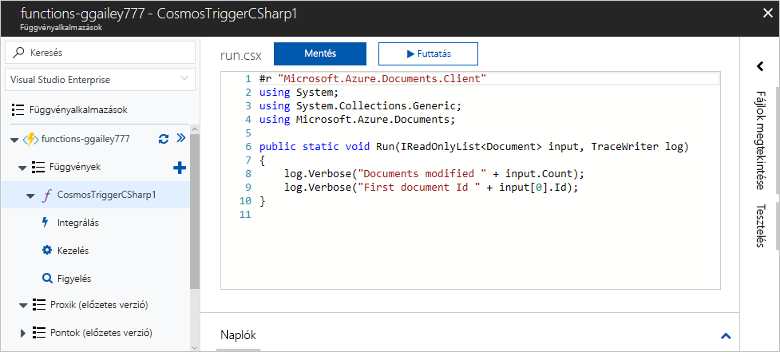 functions-ggailey777 - CosmosTriggerCSharp1
Függvényalkalmazások
Keresés
Visual Studio Enterprise
Függvényalkalmazások
functions-ggailey777
Függvények
CosmosTriggerCSharp1
Integrálás
Kezelés
Figyelés
Proxik (előzetes verzió)
Pontok (előzetes verzió)
run.csx
Mentés
Futtatás
1 #r "Microsoft.Azure.Documents.Client"
2 using System;
3 using System.Collections.Generic;
4 using Microsoft.Azure.Documents;
5
6 public static void Run(IReadOnlyList<Document> input, TraceWriter log)
7 {
8     log.Verbose("Documents modified " + input.Count);
9     log.Verbose("First document Id " + input[0].Id);
10 }
11
Naplók
Fájlok megtekintése
Tesztelés